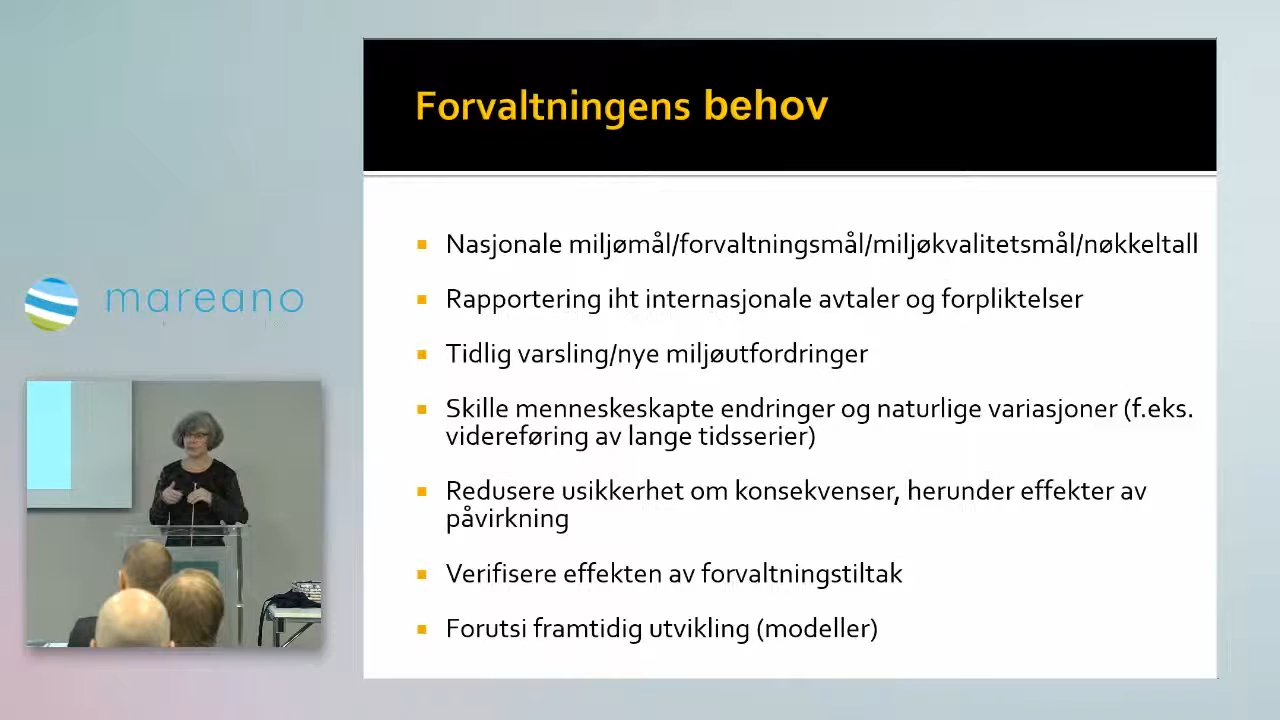 Forvaltningens behov
Nasjonale miljømål/forvaltningsmål/miljøkvalitetsmål/nøkkeltall
Rapportering iht internasjonale avtaler og forpliktelser
Tidlig varsling/nye miljøutfordringer
Skille menneskeskapte endringer og naturlige variasjoner (f.eks.
videreføring av lange tidsserier)
Redusere usikkerhet om konsekvenser, herunder effekter av
påvirkning
Verifisere effekten av forvaltningstiltak
Forutsi framtidig utvikling (modeller)
mareano